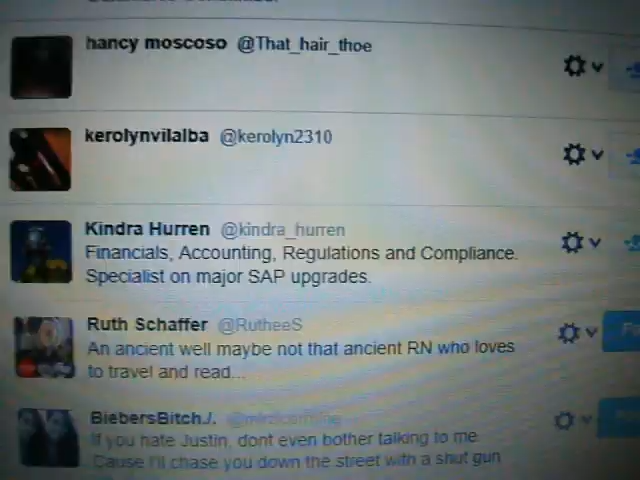 hancy moscoso @That_hair_thoe
kerolynvilalba @kerolyn2310
Kindra Hurren @kindra_hurren
Financials, Accounting, Regulations and Compliance.
Specialist on major SAP upgrades.
Ruth Schaffer @RutheeS
An ancient well maybe not that ancient RN who loves
to travel and read...
BiebersBitch./.
If you hate Justin, dont even bother talking to me.
Cause I'll chase you down the street with a shut gun